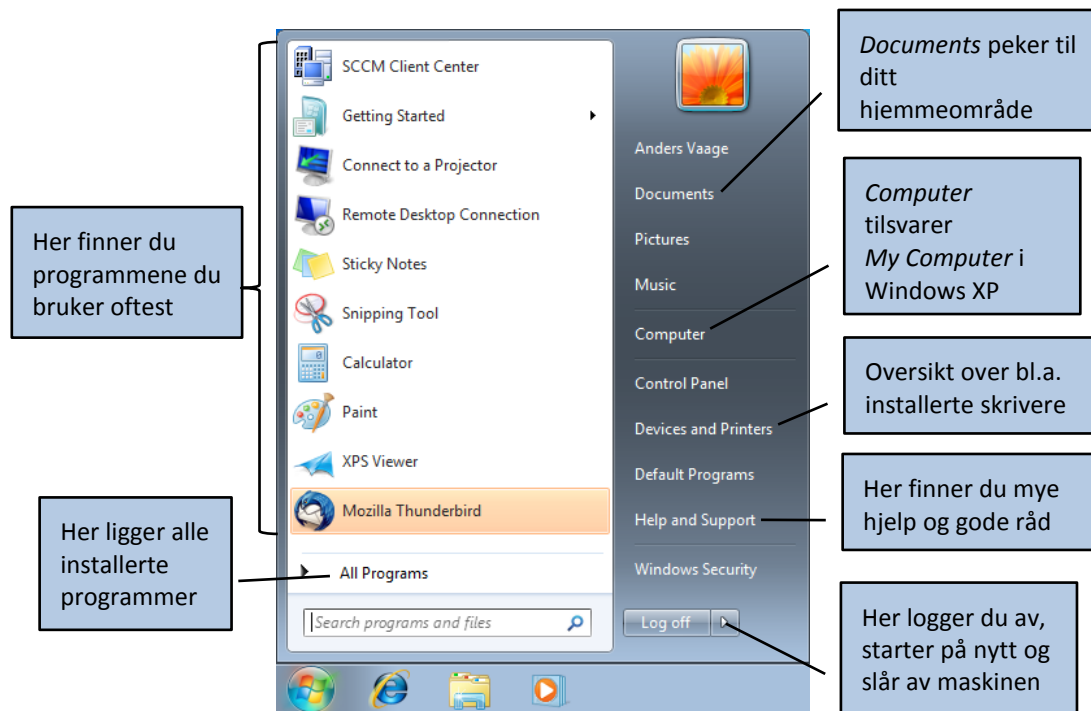 Her finner du
programmene du
bruker oftest
Her ligger alle
installerte
programmer
SCCM Client Center
Getting Started
Connect to a Projector
Remote Desktop Connection
Sticky Notes
Snipping Tool
Calculator
Paint
XPS Viewer
Mozilla Thunderbird
All Programs
Search programs and files
Anders Vaage
Documents
Pictures
Music
Computer
Control Panel
Devices and Printers
Default Programs
Help and Support
Windows Security
Log off
Documents peker til
ditt
hjemmeområde
Computer
tilsvarer
My Computer i
Windows XP
Oversikt over bl.a.
installerte skrivere
Her finner du mye
hjelp og gode råd
Her logger du av,
starter på nytt og
slår av maskinen